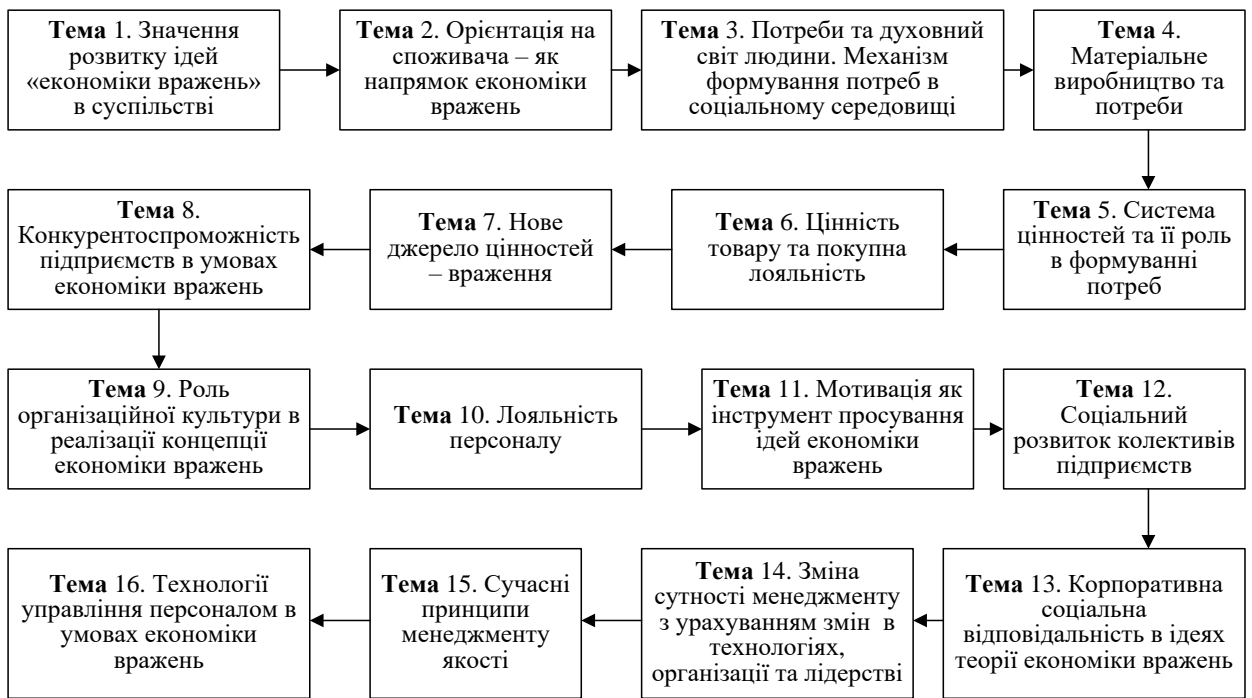 Тема 1. Значення
розвитку ідей
«економіки вражень»
в суспільстві
Тема 2. Орієнтація на
споживача – як
напрямок економіки
вражень
Тема 3. Потреби та духовний
світ людини. Механізм
формування потреб в
соціальному середовищі
Тема 4.
Матеріальне
виробництво та
потреби
Тема 5. Система
цінностей та її роль
в формуванні
потреб
Тема 6. Цінність
товару та покупна
лояльність
Тема 7. Нове
джерело цінностей
– враження
Тема 8.
Конкурентоспроможність
підприємств в умовах
економіки вражень
Тема 9. Роль
організаційної культури в
реалізації концепції
економіки вражень
Тема 10. Лояльність
персоналу
Тема 11. Мотивація як
інструмент просування
ідей економіки
вражень
Тема 12.
Соціальний
розвиток колективів
підприємств
Тема 13. Корпоративна
соціальна
відповідальність в ідеях
теорії економіки вражень
Тема 14. Зміна
сутності менеджменту
з урахуванням змін в
технологіях,
організації та лідерстві
Тема 15. Сучасні
принципи
менеджменту
якості
Тема 16. Технології
управління персоналом в
умовах економіки
вражень